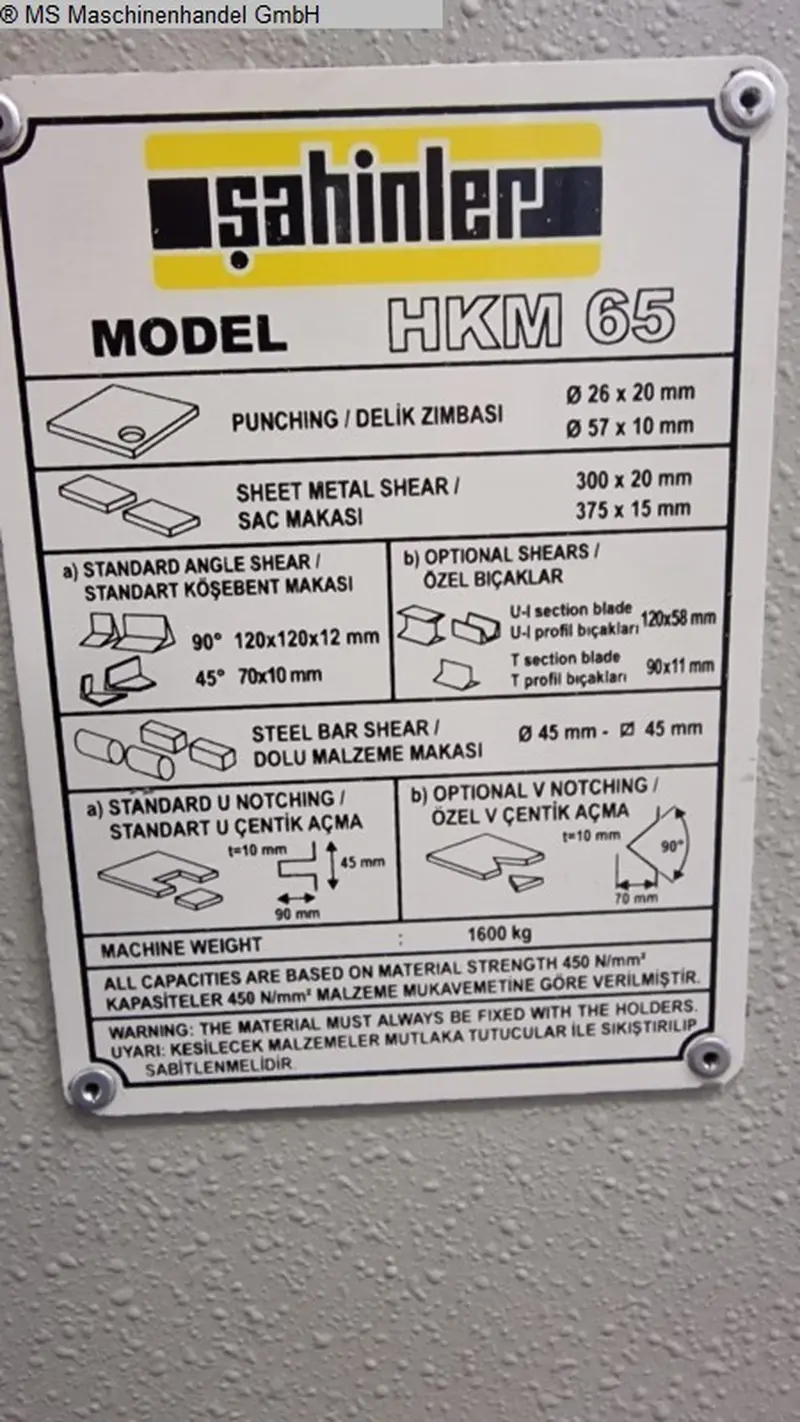 ® MS Maschinenhandel GmbH
şahinler
MODEL HKM 65
PUNCHING / DELİK ZIMBASI
Ø 26 x 20 mm
Ø 57 x 10 mm
SHEET METAL SHEAR /
SAC MAKASI
300 x 20 mm
375 x 15 mm
a) STANDARD ANGLE SHEAR /
STANDART KÖŞEBENT MAKASI
90° 120x120x12 mm
45° 70x10 mm
b) OPTIONAL SHEARS /
ÖZEL BIÇAKLAR
U-I section blade
U-I profil bıçakları
120x58 mm
T section blade
T profil bıçakları
90x11 mm
STEEL BAR SHEAR /
DOLU MALZEME MAKASI
Ø 45 mm - ⍁ 45 mm
a) STANDARD U NOTCHING /
STANDART U ÇENTİK AÇMA
t=10 mm
45 mm
90 mm
b) OPTIONAL V NOTCHING /
ÖZEL V ÇENTİK AÇMA
t=10 mm
90°
70 mm
MACHINE WEIGHT : 1600 kg
ALL CAPACITIES ARE BASED ON MATERIAL STRENGTH 450 N/mm²
KAPASİTELER 450 N/mm² MALZEME MUKAVEMETINE GÖRE VERİLMİŞTİR.
WARNING: THE MATERIAL MUST ALWAYS BE FIXED WITH THE HOLDERS.
UYARI: KESİLECEK MALZEMELER MUTLAKA TUTUCULAR İLE SIKIŞTIRILIP
SABİTLENMELİDİR.